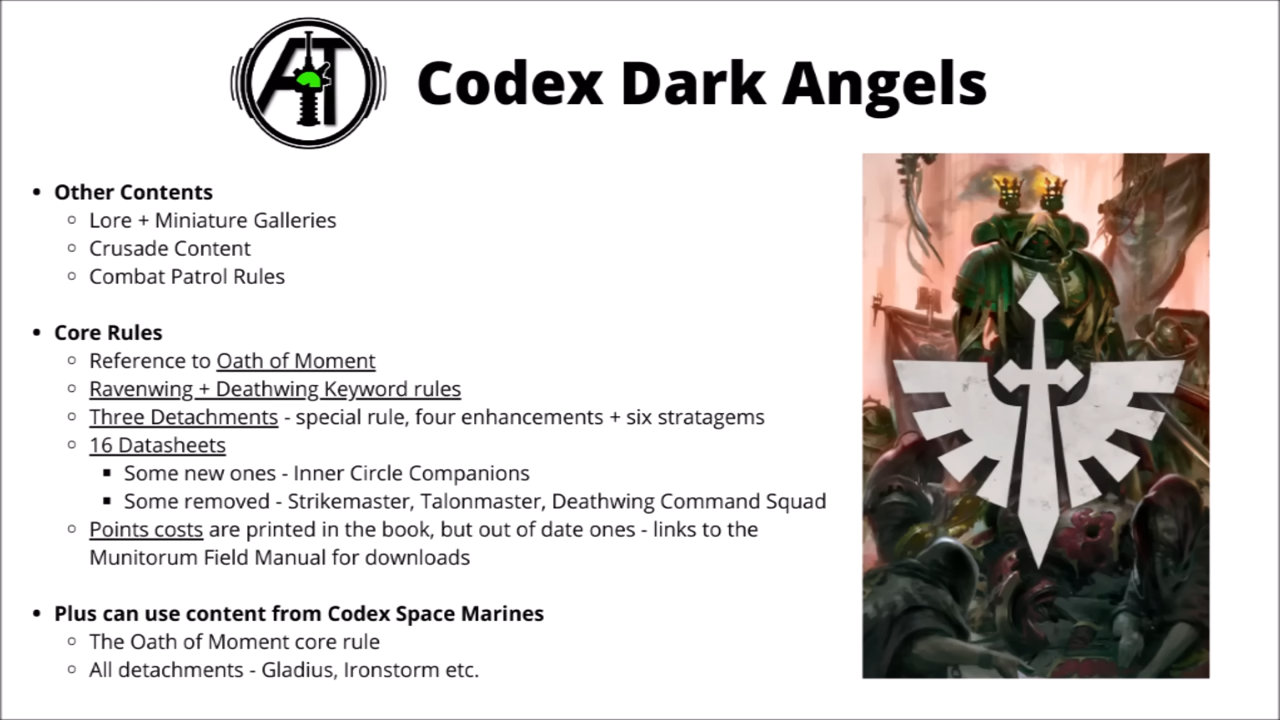 AT
Codex Dark Angels
• Other Contents
◦ Lore + Miniature Galleries
◦ Crusade Content
◦ Combat Patrol Rules
• Core Rules
◦ Reference to Oath of Moment
◦ Ravenwing + Deathwing Keyword rules
◦ Three Detachments - special rule, four enhancements + six stratagems
◦ 16 Datasheets
▪ Some new ones - Inner Circle Companions
▪ Some removed - Strikemaster, Talonmaster, Deathwing Command Squad
◦ Points costs are printed in the book, but out of date ones - links to the
Munitorum Field Manual for downloads
• Plus can use content from Codex Space Marines
◦ The Oath of Moment core rule
◦ All detachments - Gladius, Ironstorm etc.